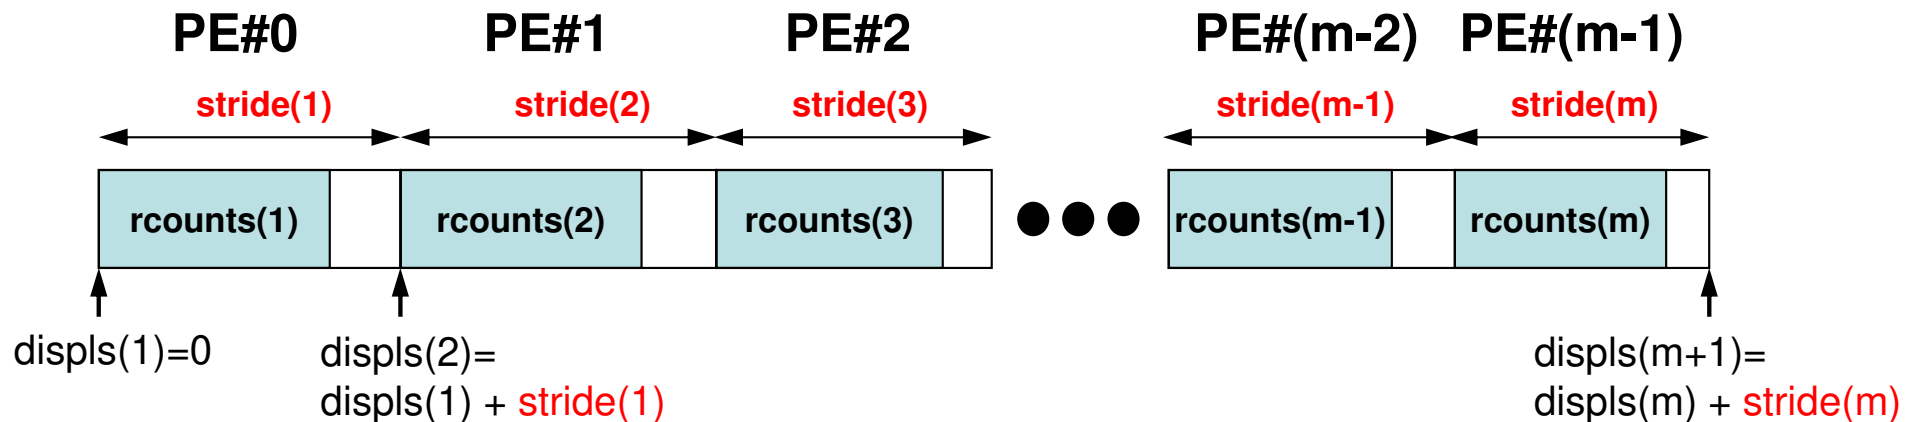 PE#0 PE#1 PE#2 PE#(m-2) PE#(m-1)
stride(1) stride(2) stride(3) stride(m-1) stride(m)
rcounts(1) rcounts(2) rcounts(3) rcounts(m-1) rcounts(m)
displs(1)=0 displs(2)= displs(m+1)=
displs(1) + stride(1) displs(m) + stride(m)